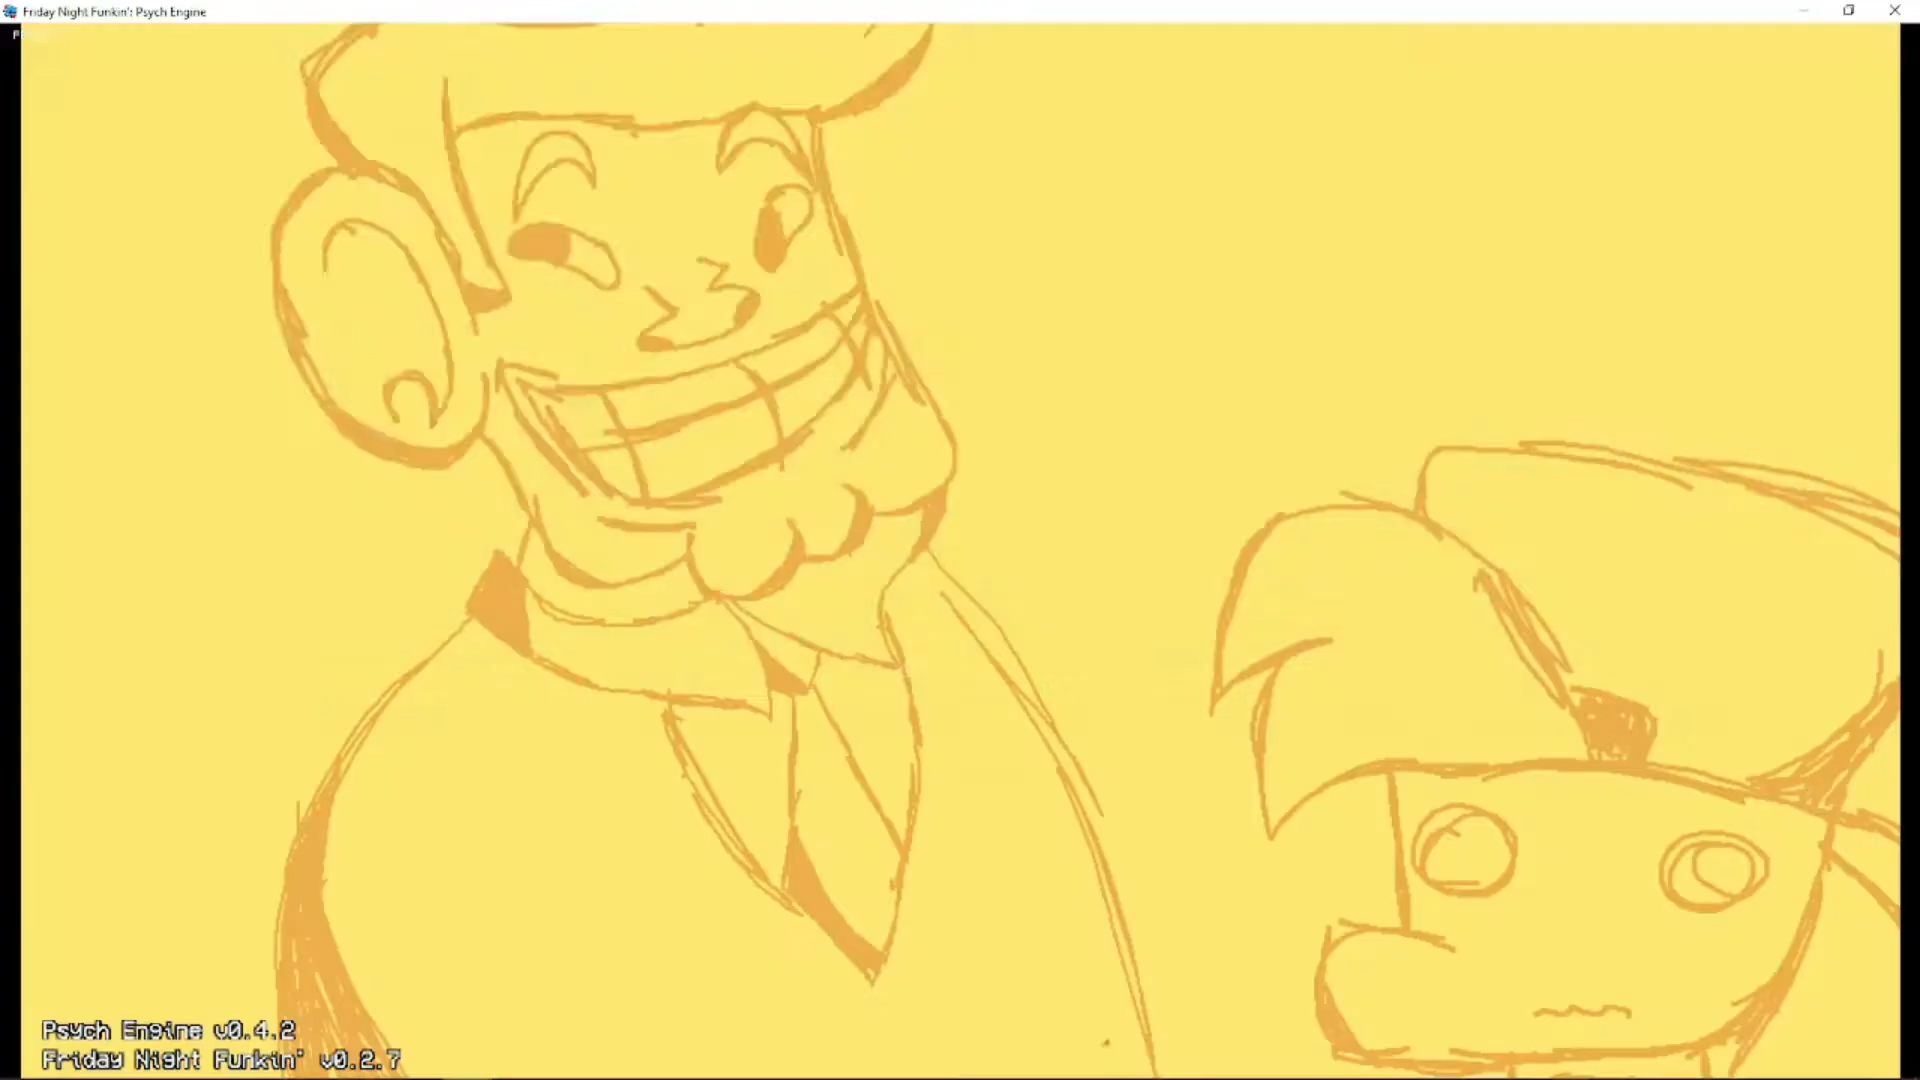 Friday Night Funkin': Psych Engine
Psych Engine v0.4.2
Friday Night Funkin' v0.2.7